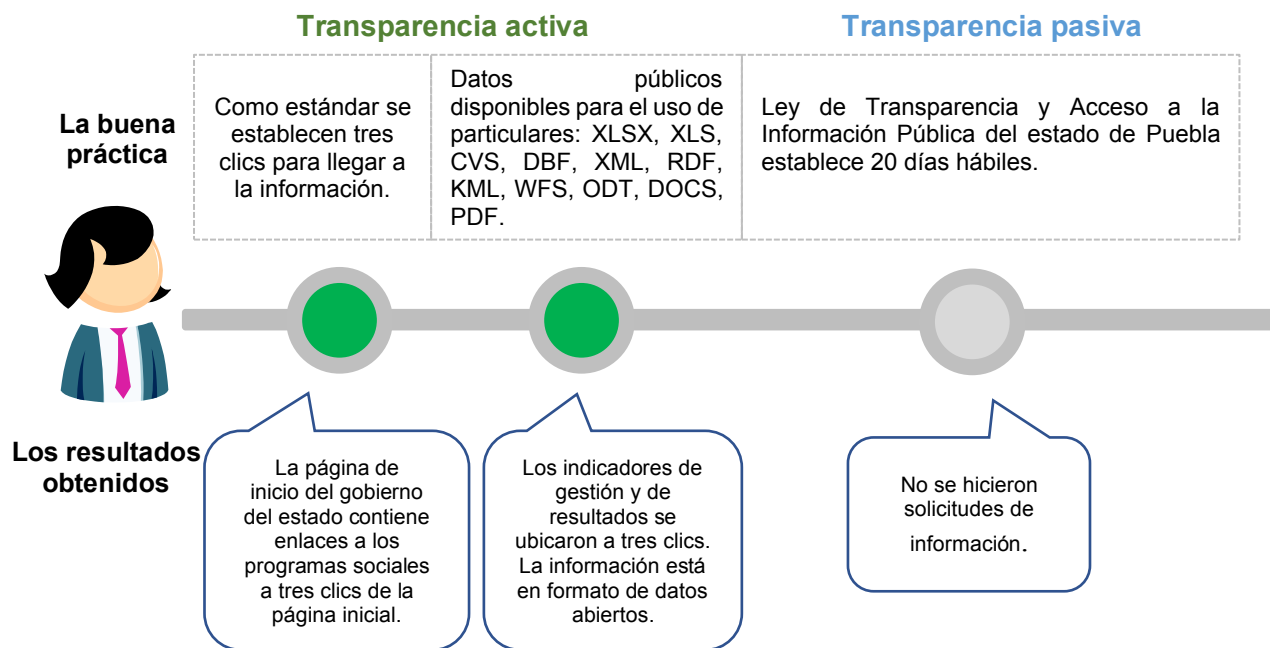 Transparencia activa
Transparencia pasiva
La buena
práctica
Como estándar se
establecen tres
clics para llegar a
la información.
Datos públicos
disponibles para el uso de
particulares: XLSX, XLS,
CVS, DBF, XML, RDF,
KML, WFS, ODT, DOCS,
PDF.
Ley de Transparencia y Acceso a la
Información Pública del estado de Puebla
establece 20 días hábiles.
Los resultados
obtenidos
La página de
inicio del gobierno
del estado contiene
enlaces a los
programas sociales
a tres clics de la
página inicial.
Los indicadores de
gestión y de
resultados se
ubicaron a tres clics.
La información está
en formato de datos
abiertos.
No se hicieron
solicitudes de
información.